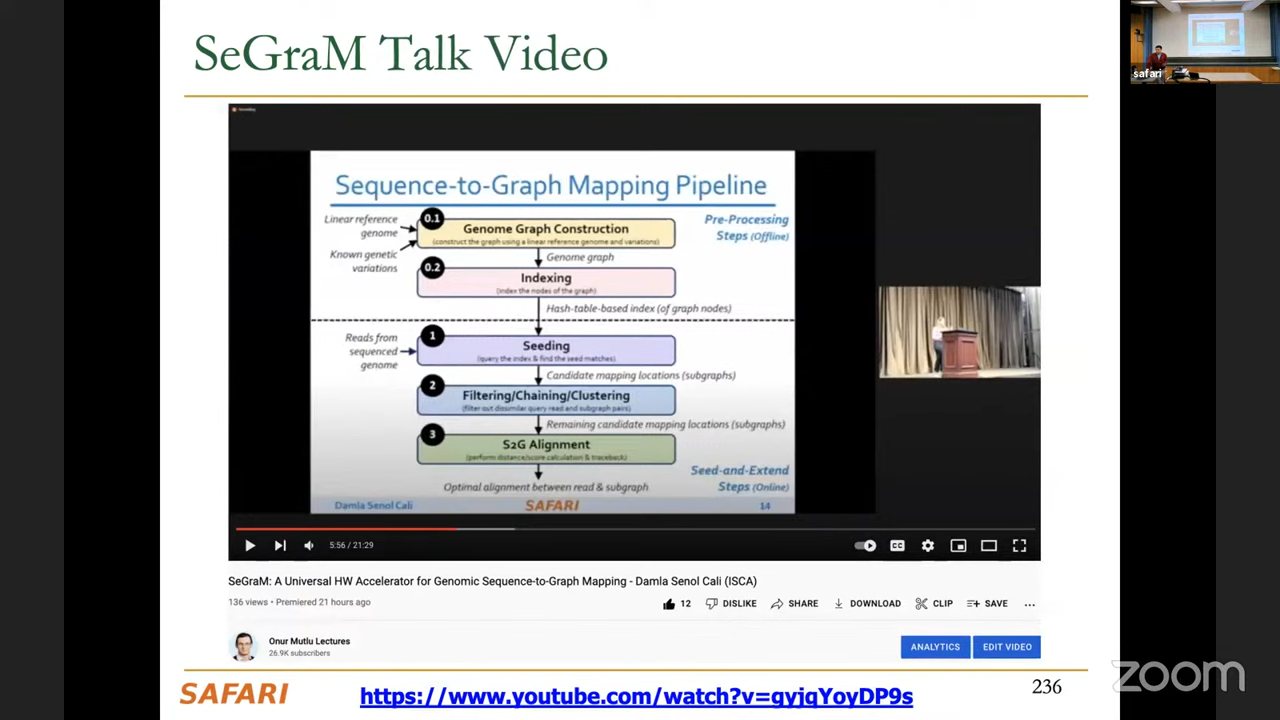 SeGraM Talk Video
safari
Sequence-to-Graph Mapping Pipeline
Linear reference
genome
Known genetic
variations
0.1
Genome Graph Construction
(construct the graph using a linear reference genome and variations)
Pre-Processing
Steps (Offline)
Genome graph
0.2
Indexing
(index the nodes of the graph)
Hash-table-based index (of graph nodes)
Reads from
sequenced
genome
1
Seeding
(query the index & find the seed matches)
Candidate mapping locations (subgraphs)
2
Filtering/Chaining/Clustering
(filter out dissimilar query read and subgraph pairs)
Remaining candidate mapping locations (subgraphs)
3
S2G Alignment
(perform distance/score calculation & traceback)
Seed-and-Extend
Steps (Online)
Optimal alignment between read & subgraph
Damla Senol Cali
SAFARI
14
5:56 / 21:29
CC
SeGraM: A Universal HW Accelerator for Genomic Sequence-to-Graph Mapping - Damla Senol Cali (ISCA)
136 views • Premiered 21 hours ago
12 DISLIKE SHARE DOWNLOAD CLIP SAVE ...
Onur Mutlu Lectures
26.9K subscribers
ANALYTICS EDIT VIDEO
SAFARI
https://www.youtube.com/watch?v=gyjqYoyDP9s
236
zoom